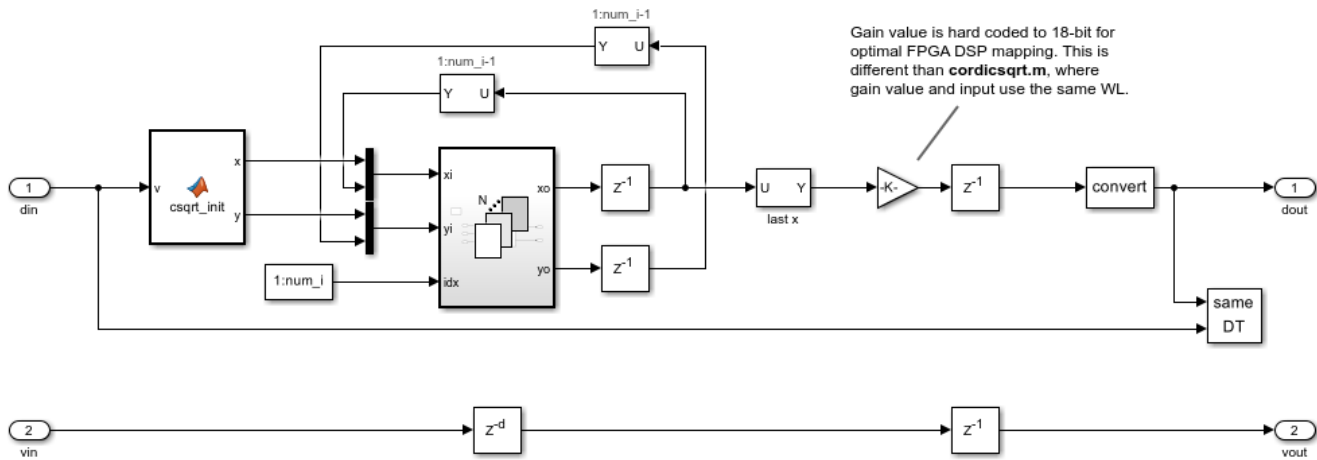 1:num_i-1
Y U
1:num_i-1
Y U
Gain value is hard coded to 18-bit for
optimal FPGA DSP mapping. This is
different than cordicsqrt.m, where
gain value and input use the same WL.
1
din
v
x
y
csqrt_init
xi
yi
idx
N
xo
yo
1:num_i
z⁻¹
z⁻¹
U Y
last x
-K-
z⁻¹
convert
1
dout
same
DT
2
vin
z⁻ᵈ
z⁻¹
2
vout